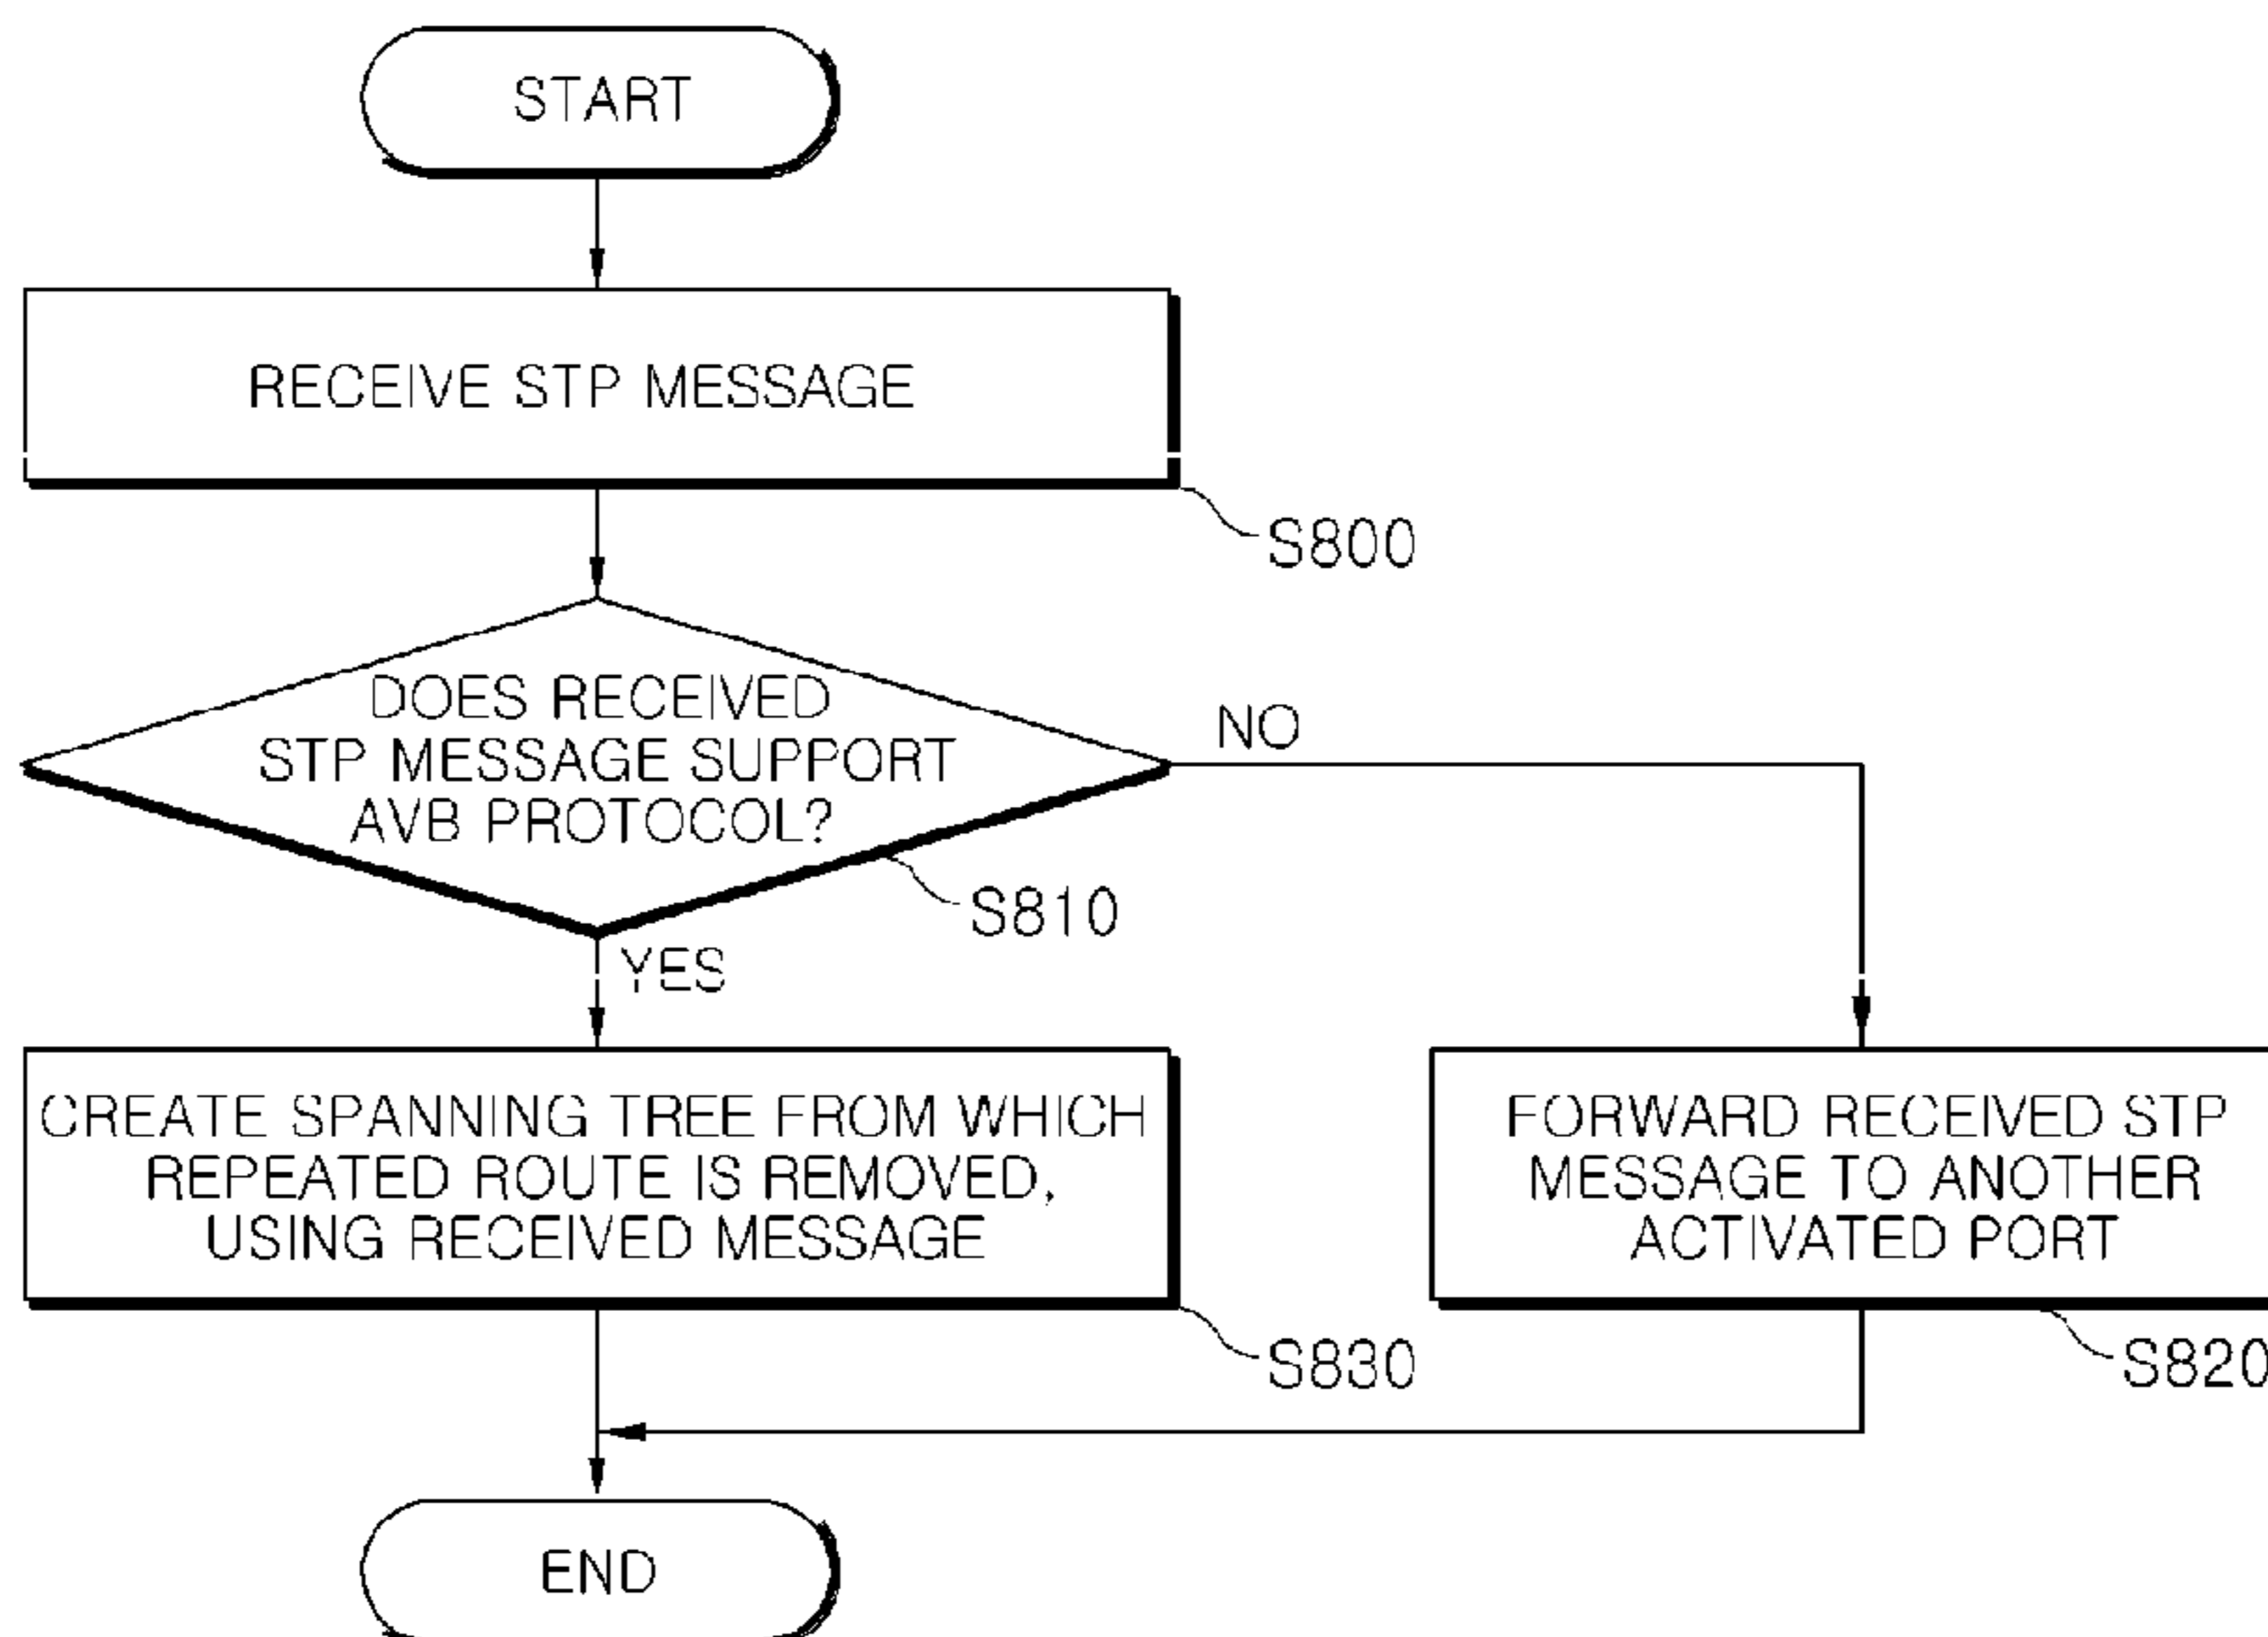 START
RECEIVE STP MESSAGE
S800
DOES RECEIVED
STP MESSAGE SUPPORT
AVB PROTOCOL?
NO
S810
YES
CREATE SPANNING TREE FROM WHICH
REPEATED ROUTE IS REMOVED,
USING RECEIVED MESSAGE
S830
FORWARD RECEIVED STP
MESSAGE TO ANOTHER
ACTIVATED PORT
S820
END